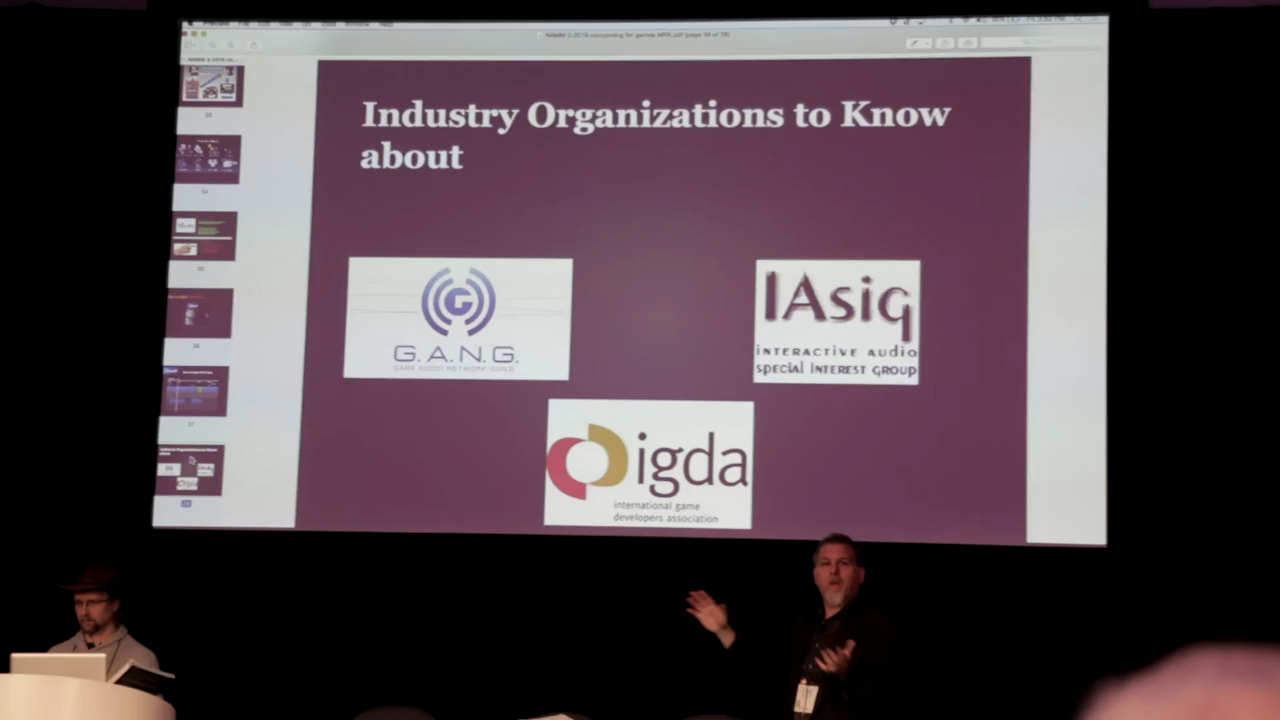 Industry Organizations to Know
about
G
G.A.N.G.
GAME AUDIO NETWORK GUILD
IAsig
INTERACTIVE AUDIO
SPECIAL INTEREST GROUP
igda
international game
developers association